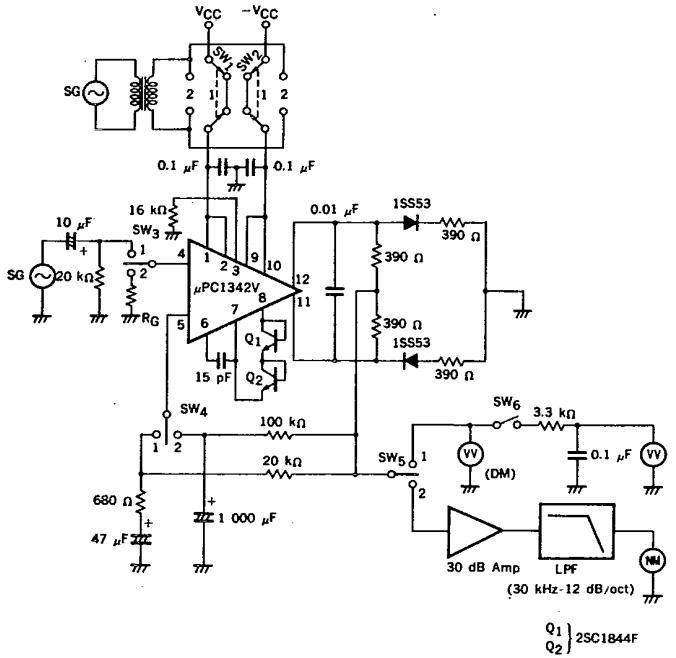 VCC -VCC
SG
SW1 SW2
2 1 1 2
0.1 µF 0.1 µF
16 kΩ
10 µF
+
SW3
SG
20 kΩ
1
2
RG
4
5
1 2 3 9 10
µPC1342V
12
11
6 7 8
15 pF
Q1
Q2
0.01 µF
1SS53
390 Ω
390 Ω
390 Ω
1SS53
390 Ω
SW4
1 2
100 kΩ
20 kΩ
680 Ω
+
47 µF
+
1 000 µF
SW5
1
2
VV
(DM)
SW6
3.3 kΩ
0.1 µF
VV
30 dB Amp
LPF
(30 kHz-12 dB/oct)
NM
Q1
Q2 } 2SC1844F